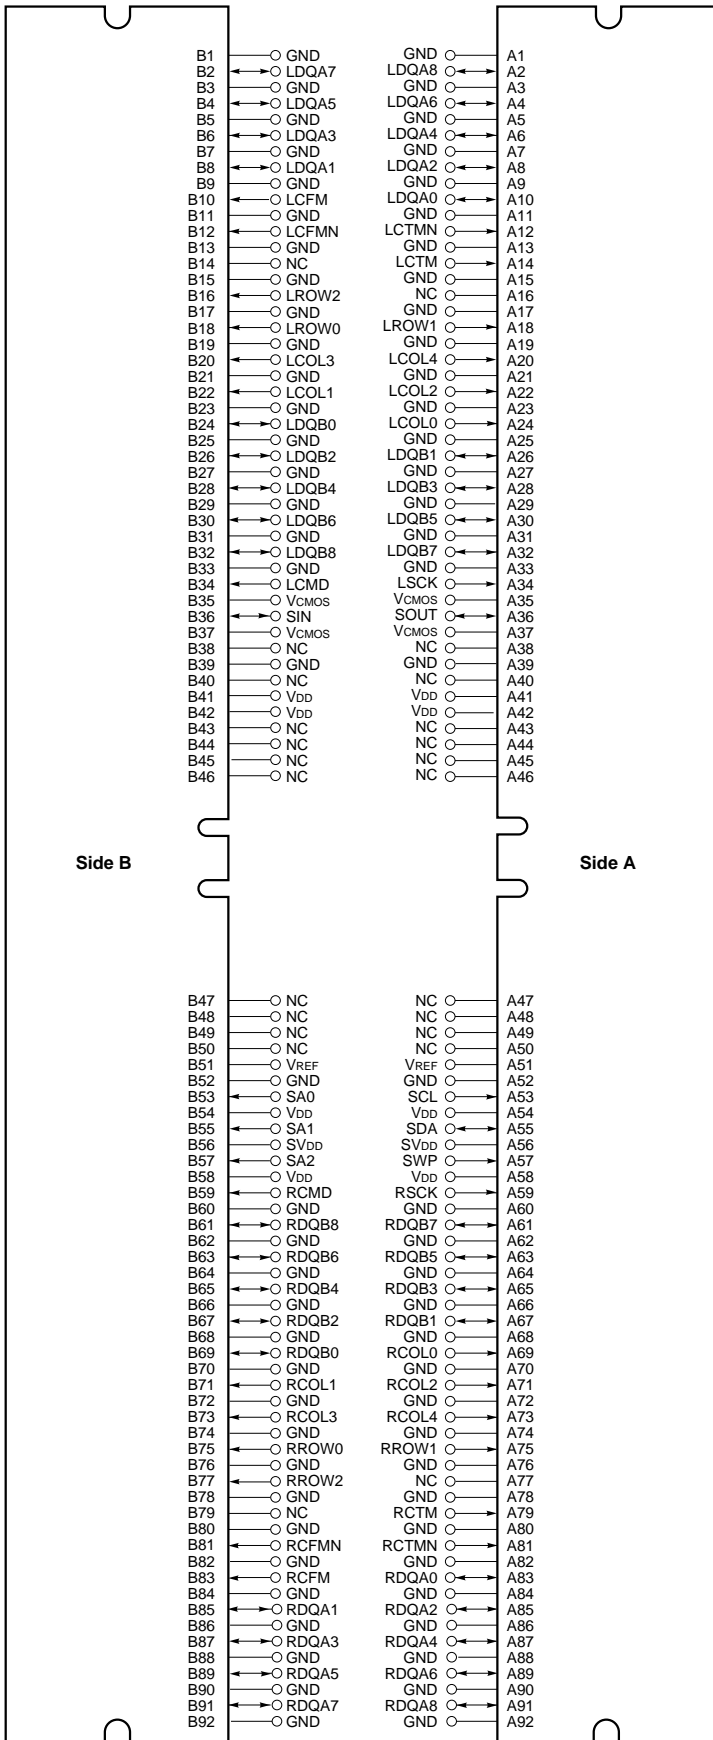 B1 GND GND A1
B2 LDQA7 LDQA8 A2
B3 GND GND A3
B4 LDQA5 LDQA6 A4
B5 GND GND A5
B6 LDQA3 LDQA4 A6
B7 GND GND A7
B8 LDQA1 LDQA2 A8
B9 GND GND A9
B10 LCFM LDQA0 A10
B11 GND GND A11
B12 LCFMN LCTMN A12
B13 GND GND A13
B14 NC LCTM A14
B15 GND GND A15
B16 LROW2 NC A16
B17 GND GND A17
B18 LROW0 LROW1 A18
B19 GND GND A19
B20 LCOL3 LCOL4 A20
B21 GND GND A21
B22 LCOL1 LCOL2 A22
B23 GND GND A23
B24 LDQB0 LCOL0 A24
B25 GND GND A25
B26 LDQB2 LDQB1 A26
B27 GND GND A27
B28 LDQB4 LDQB3 A28
B29 GND GND A29
B30 LDQB6 LDQB5 A30
B31 GND GND A31
B32 LDQB8 LDQB7 A32
B33 GND GND A33
B34 LCMD LSCK A34
B35 VCMOS VCMOS A35
B36 SIN SOUT A36
B37 VCMOS VCMOS A37
B38 NC NC A38
B39 GND GND A39
B40 NC NC A40
B41 VDD VDD A41
B42 VDD VDD A42
B43 NC NC A43
B44 NC NC A44
B45 NC NC A45
B46 NC NC A46
Side B Side A
B47 NC NC A47
B48 NC NC A48
B49 NC NC A49
B50 NC NC A50
B51 VREF VREF A51
B52 GND GND A52
B53 SA0 SCL A53
B54 VDD VDD A54
B55 SA1 SDA A55
B56 SVDD SVDD A56
B57 SA2 SWP A57
B58 VDD VDD A58
B59 RCMD RSCK A59
B60 GND GND A60
B61 RDQB8 RDQB7 A61
B62 GND GND A62
B63 RDQB6 RDQB5 A63
B64 GND GND A64
B65 RDQB4 RDQB3 A65
B66 GND GND A66
B67 RDQB2 RDQB1 A67
B68 GND GND A68
B69 RDQB0 RCOL0 A69
B70 GND GND A70
B71 RCOL1 RCOL2 A71
B72 GND GND A72
B73 RCOL3 RCOL4 A73
B74 GND GND A74
B75 RROW0 RROW1 A75
B76 GND GND A76
B77 RROW2 NC A77
B78 GND GND A78
B79 NC RCTM A79
B80 GND GND A80
B81 RCFMN RCTMN A81
B82 GND GND A82
B83 RCFM RDQA0 A83
B84 GND GND A84
B85 RDQA1 RDQA2 A85
B86 GND GND A86
B87 RDQA3 RDQA4 A87
B88 GND GND A88
B89 RDQA5 RDQA6 A89
B90 GND GND A90
B91 RDQA7 RDQA8 A91
B92 GND GND A92